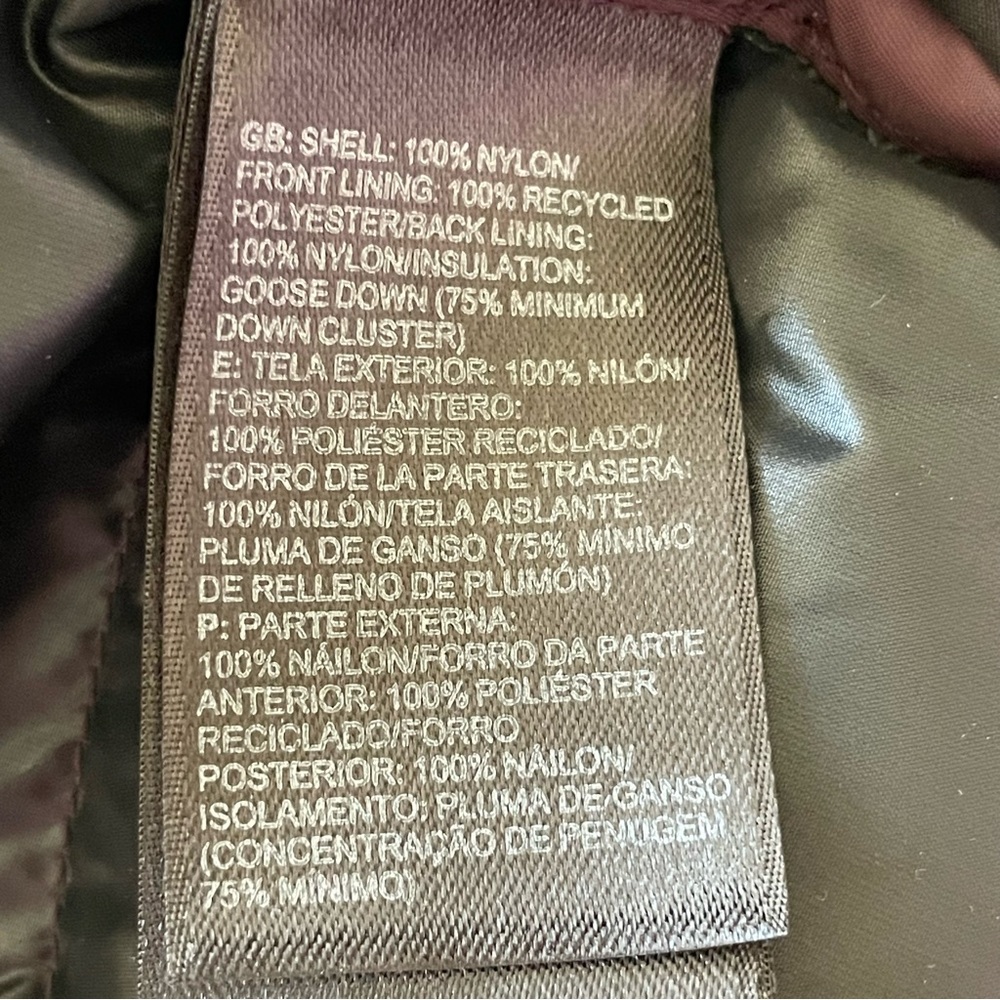 GB: SHELL: 100% NYLON/
FRONT LINING: 100% RECYCLED
POLYESTER/BACK LINING:
100% NYLON/INSULATION:
GOOSE DOWN (75% MINIMUM
DOWN CLUSTER)
E: TELA EXTERIOR: 100% NILÓN/
FORRO DELANTERO:
100% POLIÉSTER RECICLADO/
FORRO DE LA PARTE TRASERA:
100% NILÓN/TELA AISLANTE:
PLUMA DE GANSO (75% MÍNIMO
DE RELLENO DE PLUMÓN)
P: PARTE EXTERNA:
100% NÁILON/FORRO DA PARTE
ANTERIOR: 100% POLIÉSTER
RECICLADO/FORRO
POSTERIOR: 100% NÁILON/
ISOLAMENTO: PLUMA DE GANSO
(CONCENTRAÇÃO DE PENUGEM
75% MÍNIMO)